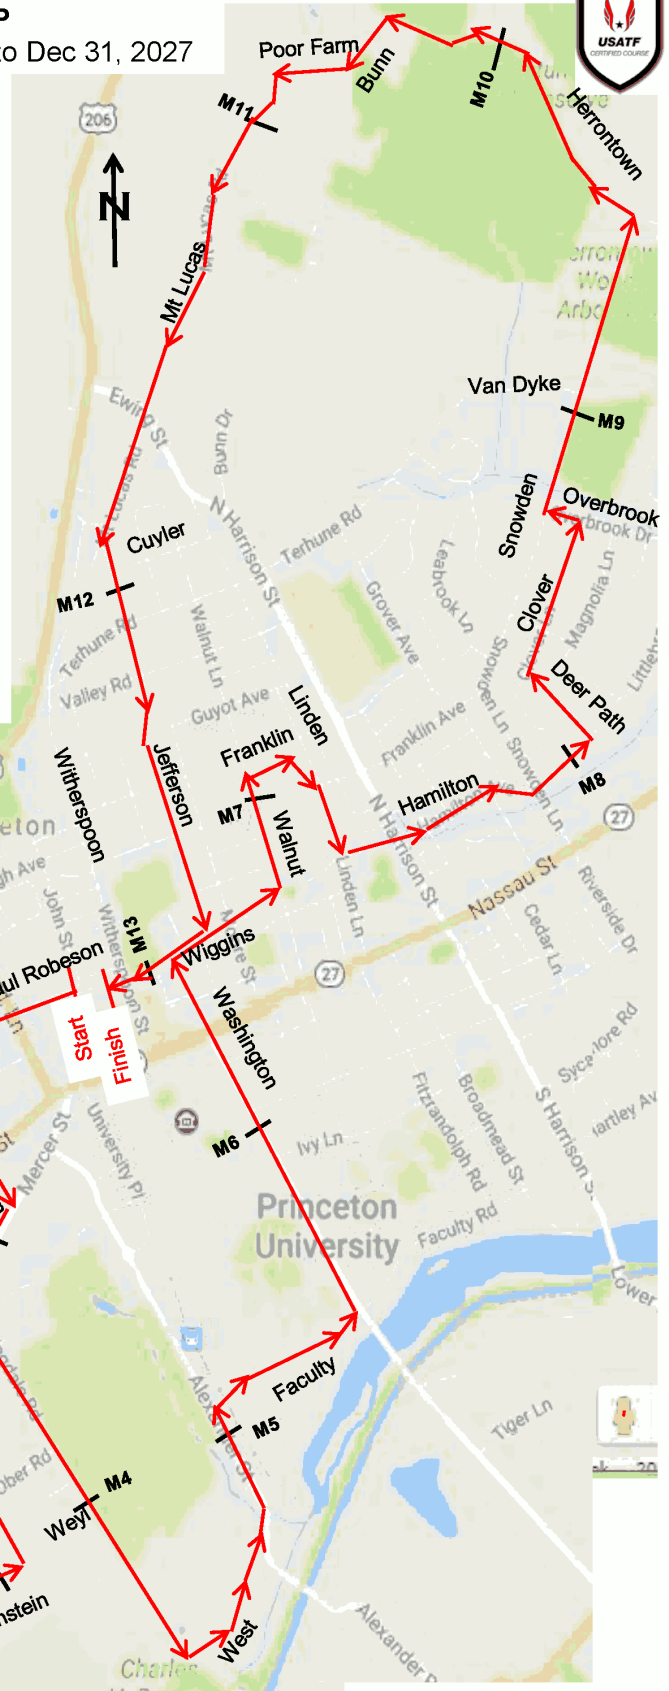 to Dec 31, 2027
USATF
CERTIFIED COURSE
Poor Farm
Bunn
M10
Herrontown
M11
206
N
Mt Lucas
Van Dyke
M9
Ewing St
Bunn Dr
N Harrison St
Terhune Rd
Snowden
Overbrook
Overbrook Dr
Cuyler
M12
Leabrook Ln
Clover
Magnolia Ln
Grover Ave
Terhune Rd
Walnut Ln
Valley Rd
Guyot Ave
Linden
Franklin Ave
Deer Path
Snowden Ln
Franklin
Jefferson
Witherspoon
M7
Walnut
Hamilton
M8
27
N Harrison St
Nassau St
Linden Ln
Riverside Dr
Cedar Ln
John St
Witherspoon St
M13
Wiggins
27
Start
Finish
Washington
M6
Ivy Ln
Fitzrandolph Rd
Broadmead St
S Harrison S
Mercer St
University Pl
Princeton
University
Faculty Rd
Lower
Faculty
M5
Alexander St
Tiger Ln
M4
Weyl
Ober Rd
West
Alexander
Charles